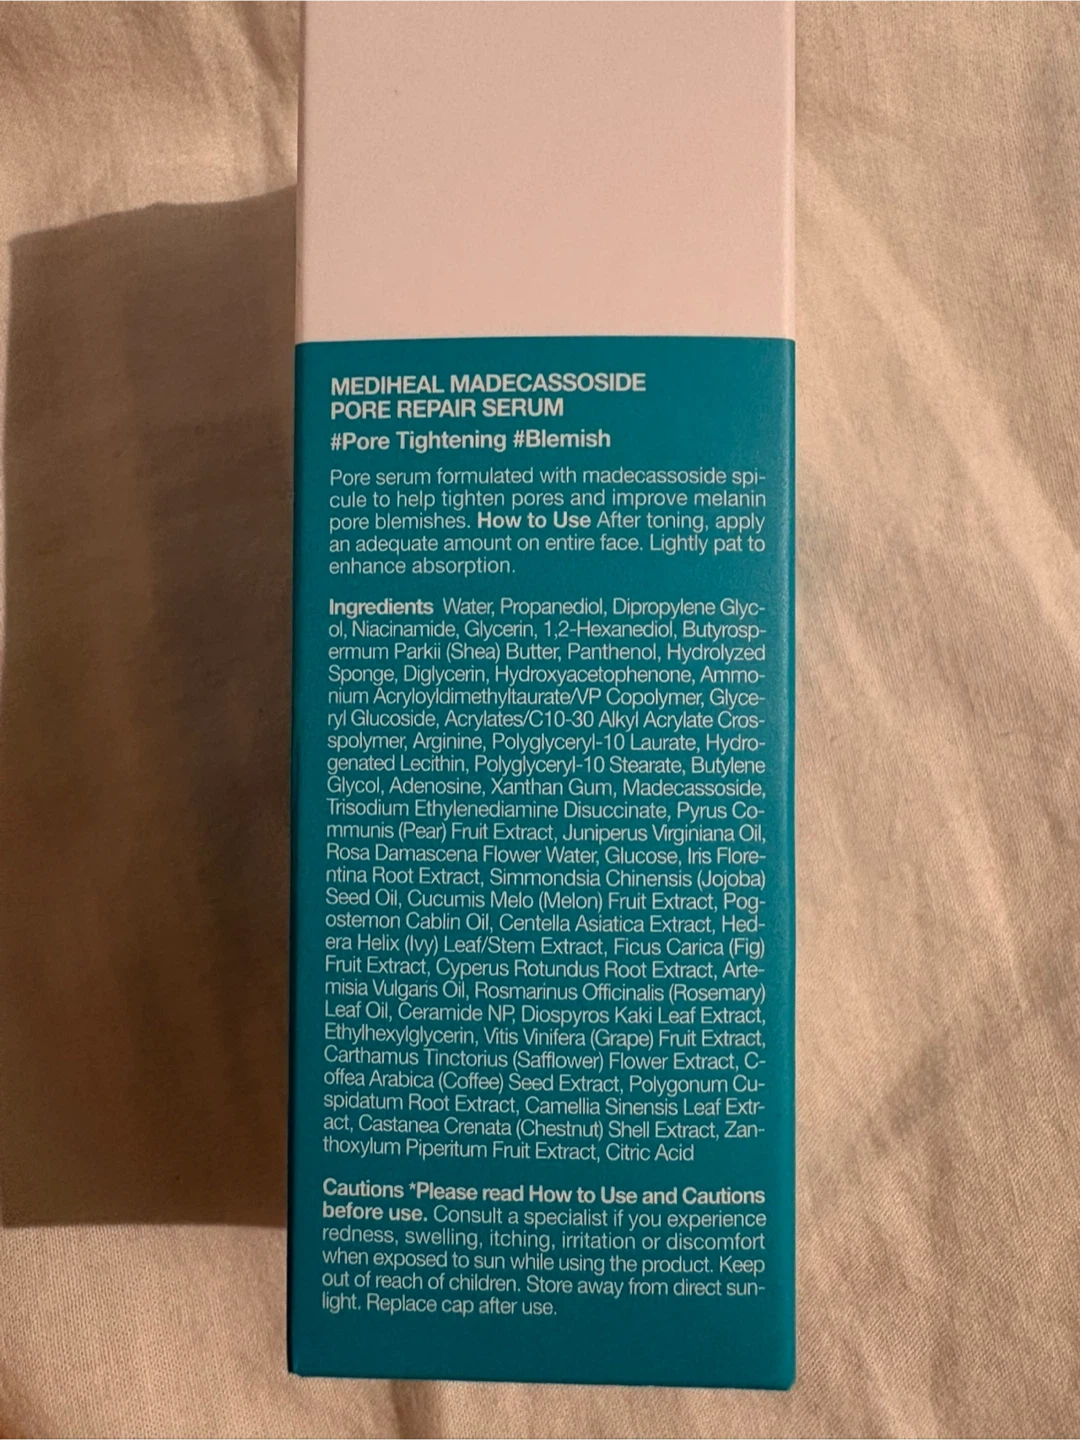 MEDIHEAL MADECASSOSIDE
PORE REPAIR SERUM
#Pore Tightening #Blemish
Pore serum formulated with madecassoside spi-
cule to help tighten pores and improve melanin
pore blemishes. How to Use After toning, apply
an adequate amount on entire face. Lightly pat to
enhance absorption.
Ingredients Water, Propanediol, Dipropylene Glyc-
ol, Niacinamide, Glycerin, 1,2-Hexanediol, Butyrosp-
ermum Parkii (Shea) Butter, Panthenol, Hydrolyzed
Sponge, Diglycerin, Hydroxyacetophenone, Ammo-
nium Acryloyldimethyltaurate/VP Copolymer, Glyce-
ryl Glucoside, Acrylates/C10-30 Alkyl Acrylate Cros-
spolymer, Arginine, Polyglyceryl-10 Laurate, Hydro-
genated Lecithin, Polyglyceryl-10 Stearate, Butylene
Glycol, Adenosine, Xanthan Gum, Madecassoside,
Trisodium Ethylenediamine Disuccinate, Pyrus Co-
mmunis (Pear) Fruit Extract, Juniperus Virginiana Oil,
Rosa Damascena Flower Water, Glucose, Iris Flore-
ntina Root Extract, Simmondsia Chinensis (Jojoba)
Seed Oil, Cucumis Melo (Melon) Fruit Extract, Pog-
ostemon Cablin Oil, Centella Asiatica Extract, Hed-
era Helix (Ivy) Leaf/Stem Extract, Ficus Carica (Fig)
Fruit Extract, Cyperus Rotundus Root Extract, Arte-
misia Vulgaris Oil, Rosmarinus Officinalis (Rosemary)
Leaf Oil, Ceramide NP, Diospyros Kaki Leaf Extract,
Ethylhexylglycerin, Vitis Vinifera (Grape) Fruit Extract,
Carthamus Tinctorius (Safflower) Flower Extract, C-
offea Arabica (Coffee) Seed Extract, Polygonum Cu-
spidatum Root Extract, Camellia Sinensis Leaf Extr-
act, Castanea Crenata (Chestnut) Shell Extract, Zan-
thoxylum Piperitum Fruit Extract, Citric Acid
Cautions *Please read How to Use and Cautions
before use. Consult a specialist if you experience
redness, swelling, itching, irritation or discomfort
when exposed to sun while using the product. Keep
out of reach of children. Store away from direct sun-
light. Replace cap after use.